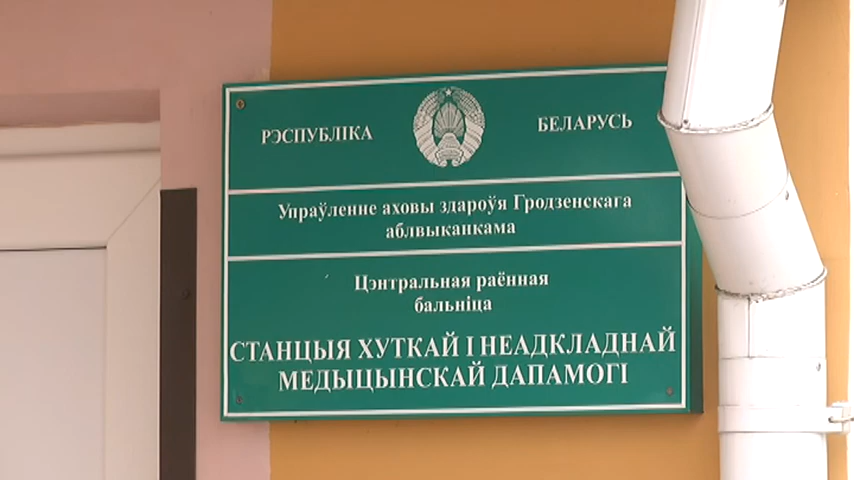 РЭСПУБЛІКА БЕЛАРУСЬ
Упраўленне аховы здароўя Гродзенскага
аблвыканкама
Цэнтральная раённая
бальніца
СТАНЦЫЯ ХУТКАЙ І НЕАДКЛАДНАЙ
МЕДЫЦЫНСКАЙ ДАПАМОГІ